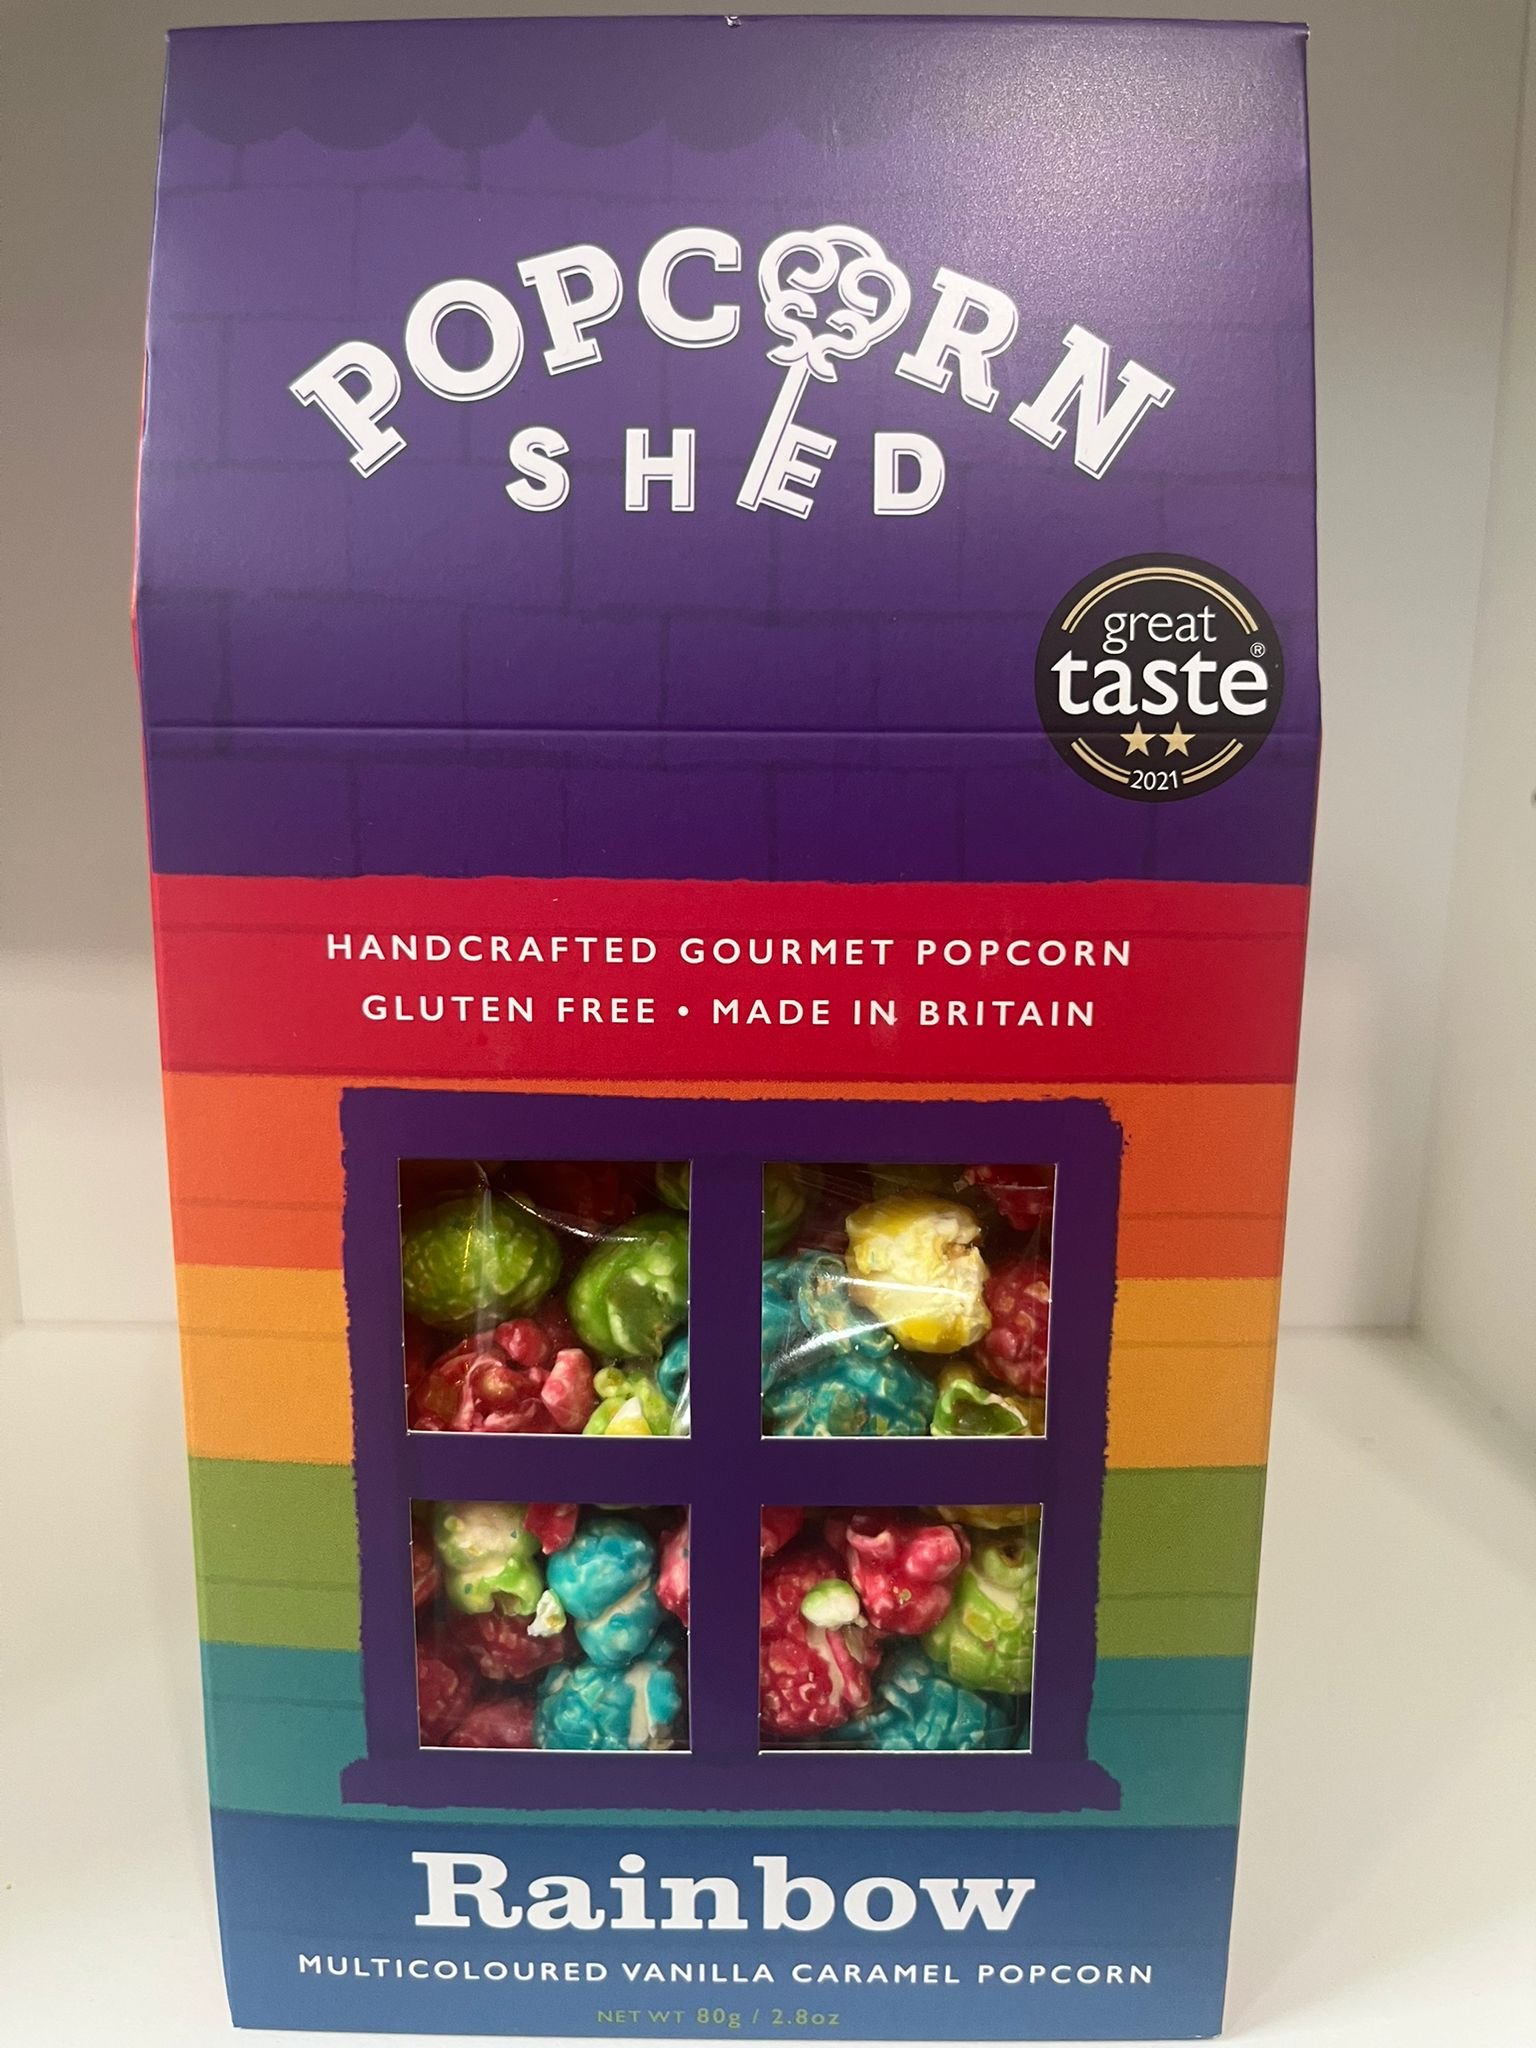 POPCORN
SHED
great
taste®
2021
HANDCRAFTED GOURMET POPCORN
GLUTEN FREE • MADE IN BRITAIN
Rainbow
MULTICOLOURED VANILLA CARAMEL POPCORN
NET WT 80g / 2.8oz